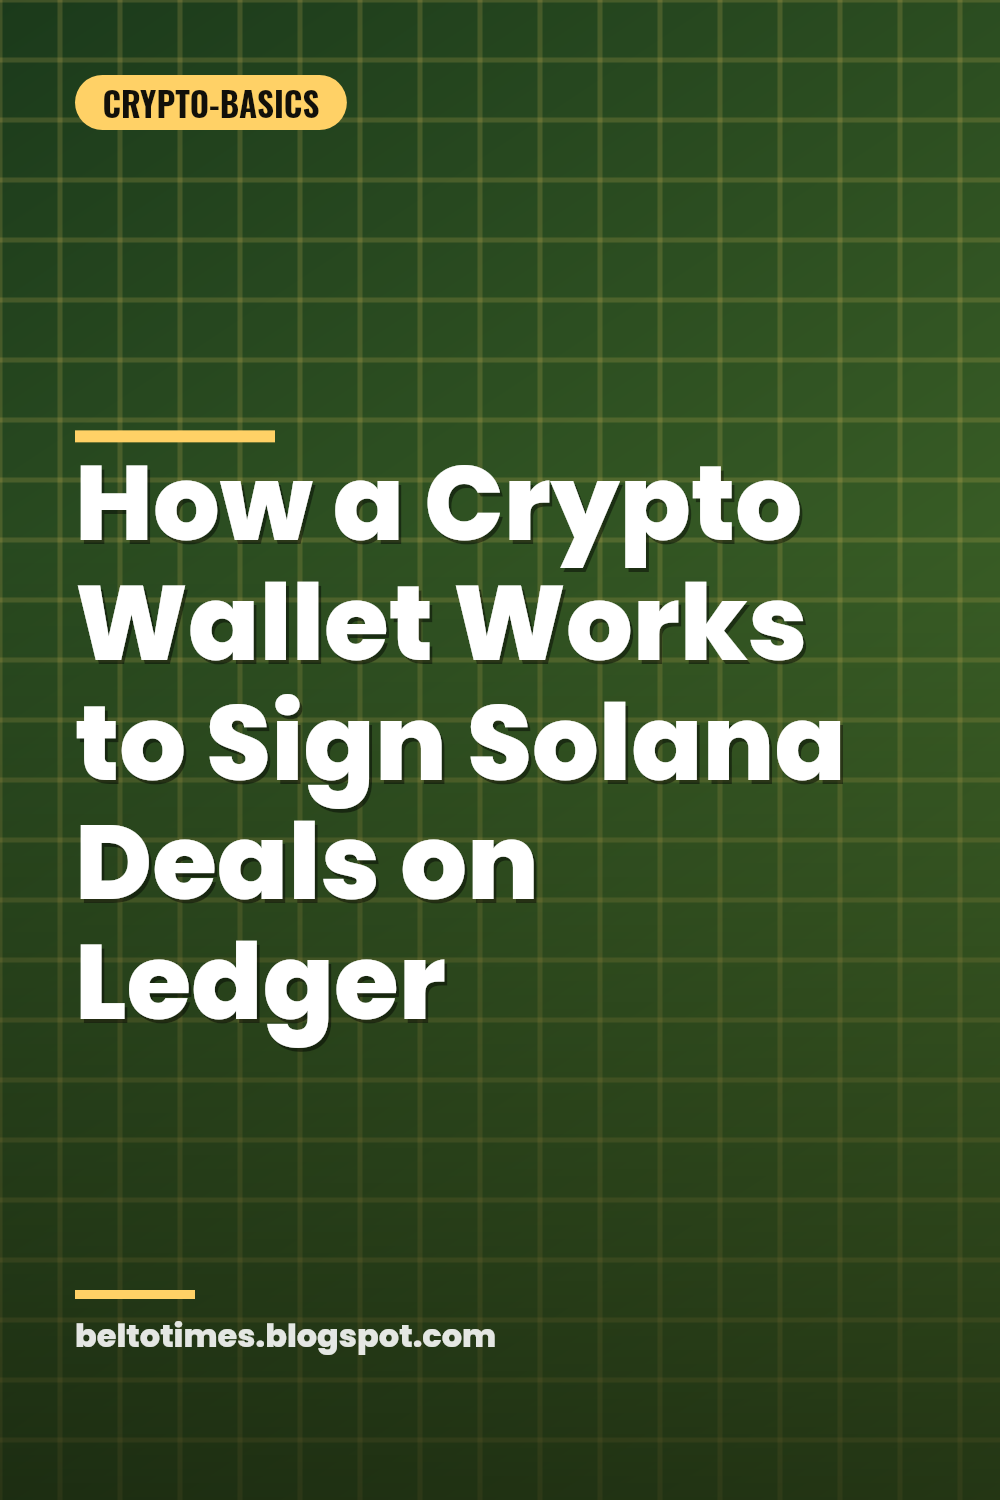 CRYPTO-BASICS
How a Crypto
Wallet Works
to Sign Solana
Deals on
Ledger
beltotimes.blogspot.com